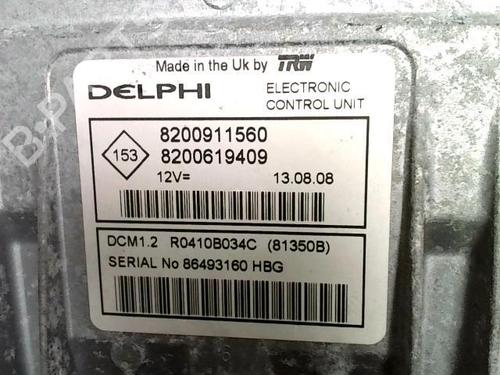 Made in the Uk by TRW
DELPHI
ELECTRONIC
CONTROL UNIT
153
8200911560
8200619409
12V=
13.08.08
DCM1.2 R0410B034C (81350B)
SERIAL No 86493160 HBG
B-PARTS